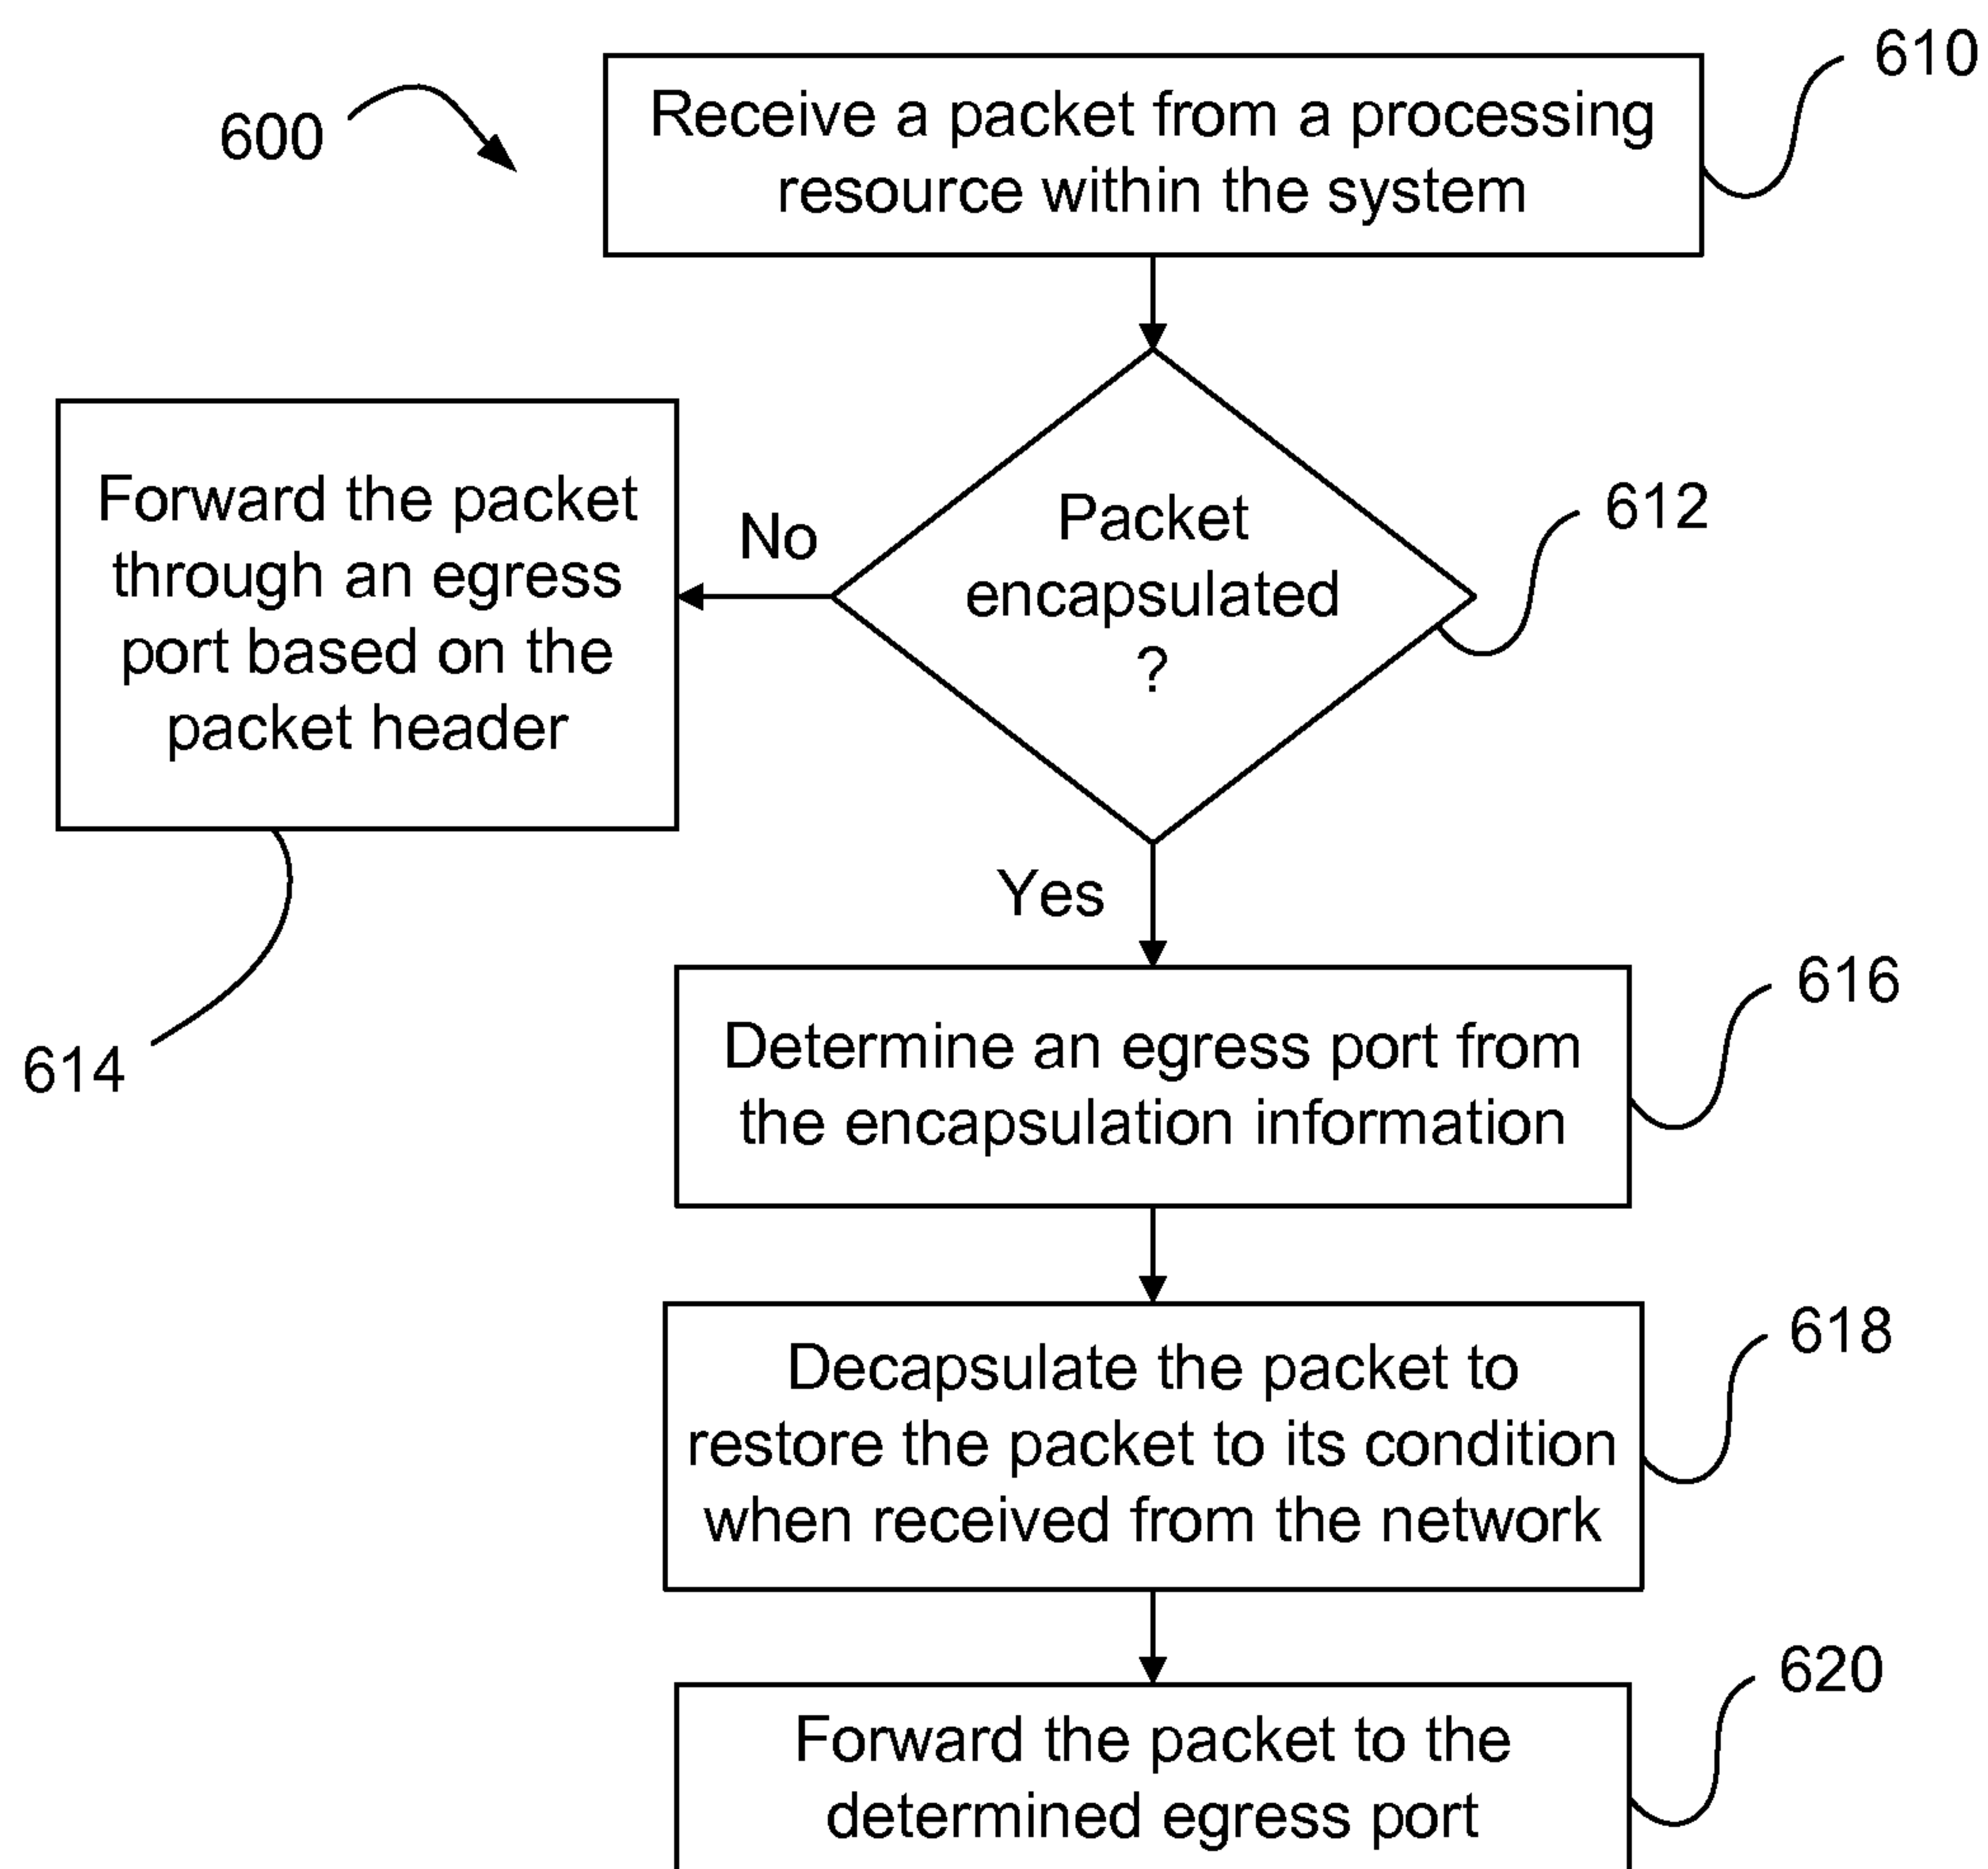 600
Receive a packet from a processing
resource within the system
610
Packet
encapsulated
?
612
No
Forward the packet
through an egress
port based on the
packet header
614
Yes
Determine an egress port from
the encapsulation information
616
Decapsulate the packet to
restore the packet to its condition
when received from the network
618
Forward the packet to the
determined egress port
620